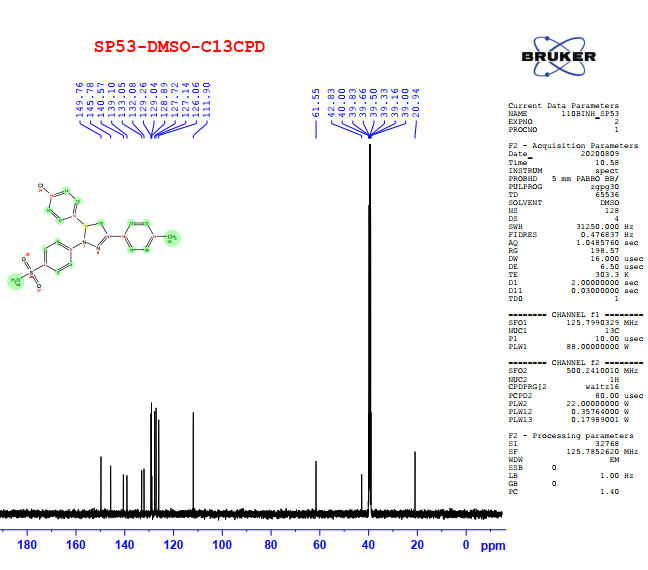 SP53-DMSO-C13CPD
149.76
145.78
140.57
139.10
133.05
132.08
129.26
129.04
128.89
127.72
127.14
126.06
111.90
61.55
42.83
40.00
39.83
39.66
39.50
39.33
39.16
39.00
20.94
BRUKER
Current Data Parameters
NAME 110BINH_SP53
EXPNO 2
PROCNO 1
F2 - Acquisition Parameters
Date_ 20200809
Time 10.58
INSTRUM spect
PROBHD 5 mm PABBO BB/
PULPROG zgpg30
TD 65536
SOLVENT DMSO
NS 128
DS 4
SWH 31250.000 Hz
FIDRES 0.476837 Hz
AQ 1.0485760 sec
RG 198.57
DW 16.000 usec
DE 6.50 usec
TE 303.3 K
D1 2.00000000 sec
D11 0.03000000 sec
TD0 1
======== CHANNEL f1 ========
SFO1 125.7990329 MHz
NUC1 13C
P1 10.00 usec
PLW1 88.00000000 W
======== CHANNEL f2 ========
SFO2 500.2410010 MHz
NUC2 1H
CPDPRG[2 waltz16
PCPD2 80.00 usec
PLW2 22.00000000 W
PLW12 0.35764000 W
PLW13 0.17989001 W
F2 - Processing parameters
SI 32768
SF 125.7852620 MHz
WDW EM
SSB 0
LB 1.00 Hz
GB 0
PC 1.40
Cl
N
N
O
S
O
H2N
CH3
180 160 140 120 100 80 60 40 20 0 ppm